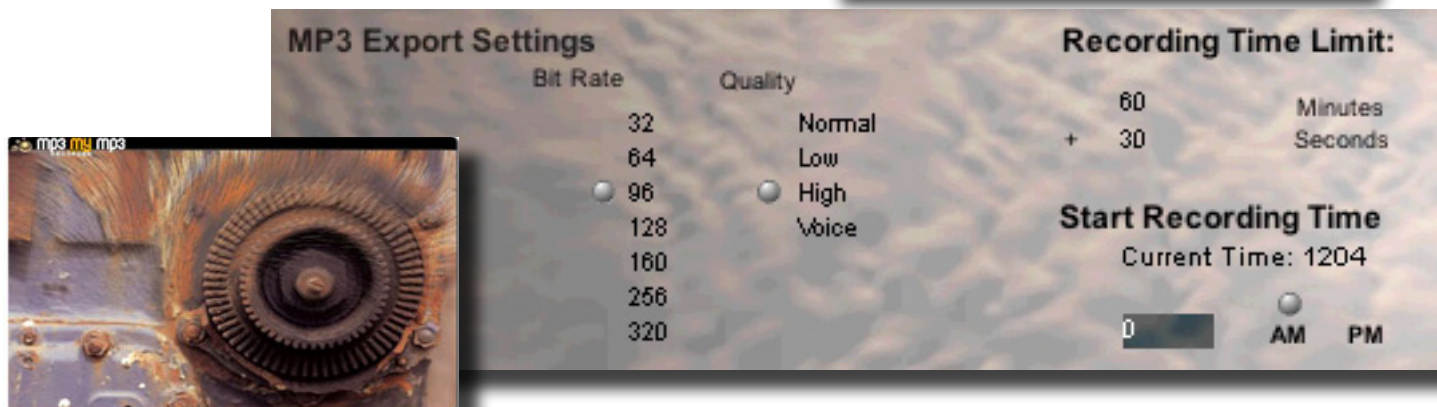 MP3 Export Settings
Bit Rate
Quality
32
64
96
128
160
256
320
Normal
Low
High
Voice
Recording Time Limit:
60 Minutes
+ 30 Seconds
Start Recording Time
Current Time: 1204
0
AM PM
mp3 my mp3